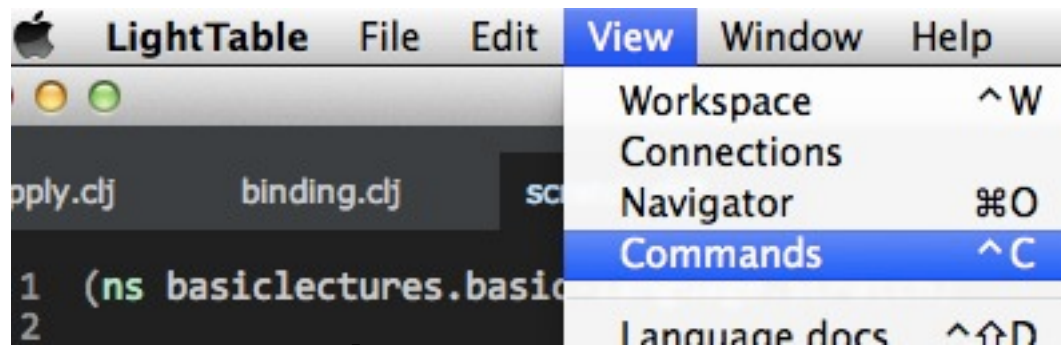 LightTable File Edit View Window Help
Workspace ^W
Connections
pply.clj binding.clj sc
Navigator ⌘O
Commands ^C
1 (ns basiclectures.basic
2
Language docs ^⇧D